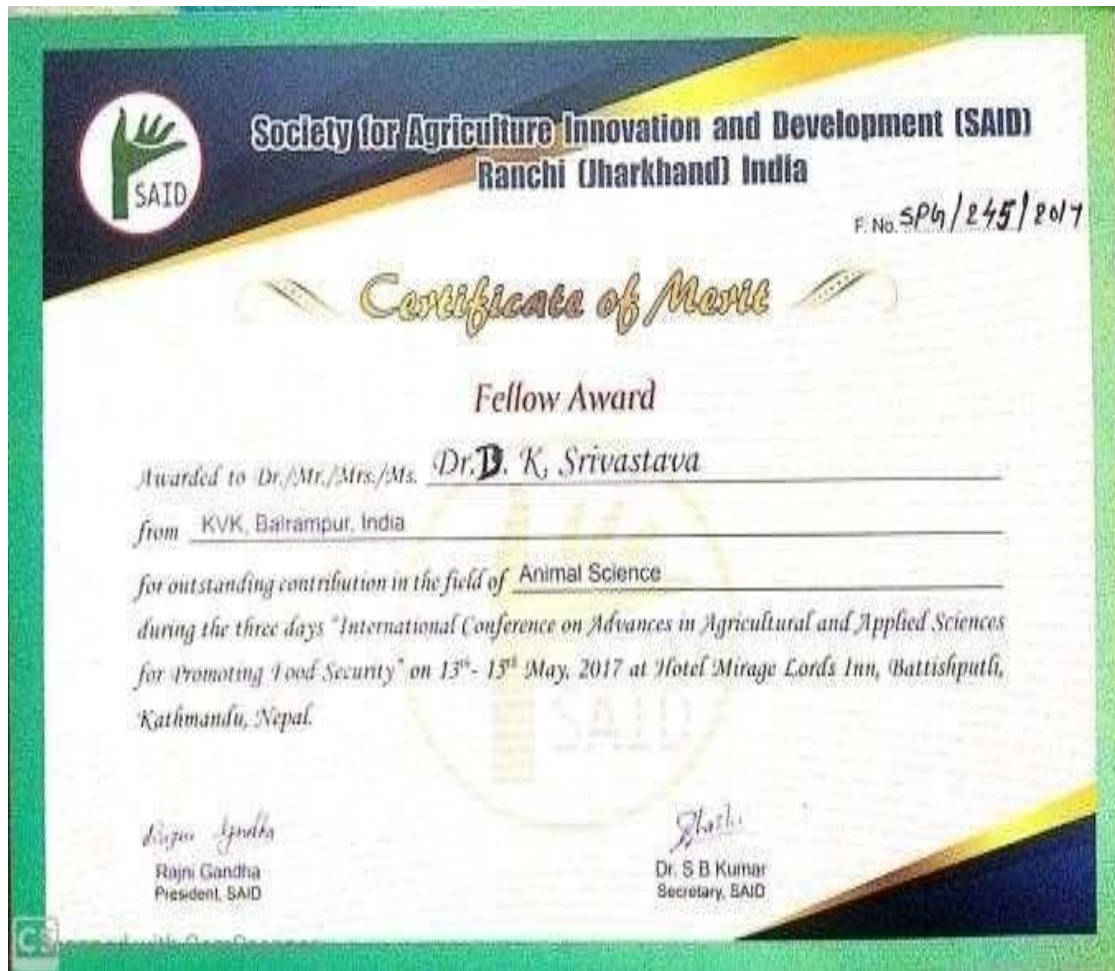 SAID
Society for Agriculture Innovation and Development (SAID)
Ranchi (Jharkhand) India
F. No. SPG/245/2017
Certificate of Merit
Fellow Award
Awarded to Dr./Mr./Mrs./Ms. Dr. D. K. Srivastava
from KVK, Balrampur, India
for outstanding contribution in the field of Animal Science
during the three days "International Conference on Advances in Agricultural and Applied Sciences
for Promoting Food Security" on 13th - 15th May, 2017 at Hotel Mirage Lords Inn, Battishputli,
Kathmandu, Nepal.
SAID
Rajni Gandha
President, SAID
Dr. S B Kumar
Secretary, SAID
CS